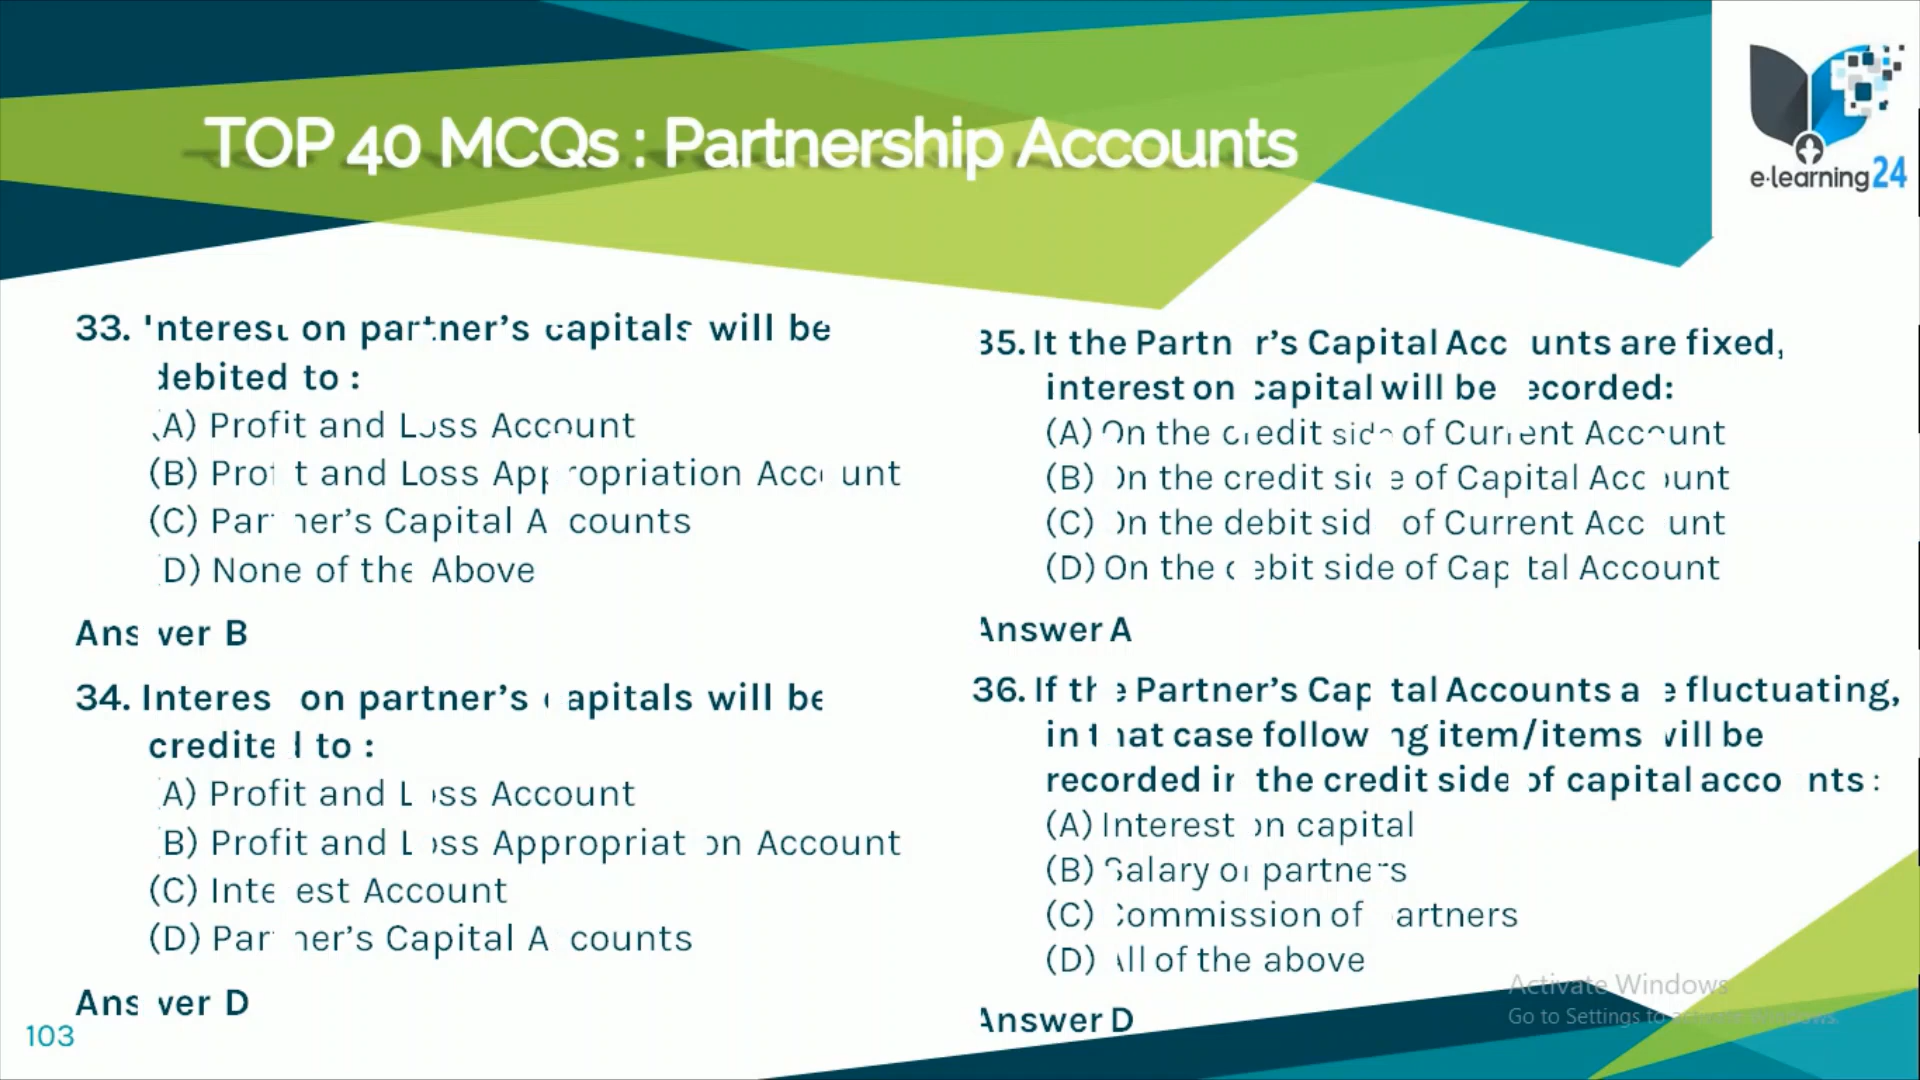 TOP 40 MCQs : Partnership Accounts
e-learning24
33. Interest on partner's capitals will be
debited to :
(A) Profit and Loss Account
(B) Profit and Loss Appropriation Account
(C) Partner's Capital Accounts
(D) None of the Above
Answer B
34. Interest on partner's capitals will be
credited to :
(A) Profit and Loss Account
(B) Profit and Loss Appropriation Account
(C) Interest Account
(D) Partner's Capital Accounts
Answer D
35. It the Partner's Capital Accounts are fixed,
interest on capital will be recorded:
(A) On the credit side of Current Account
(B) On the credit side of Capital Account
(C) On the debit side of Current Account
(D) On the debit side of Capital Account
Answer A
36. If the Partner's Capital Accounts are fluctuating,
in that case following item/items will be
recorded in the credit side of capital accounts :
(A) Interest on capital
(B) Salary of partners
(C) Commission of partners
(D) All of the above
Answer D
103
Activate Windows
Go to Settings to activate Windows.